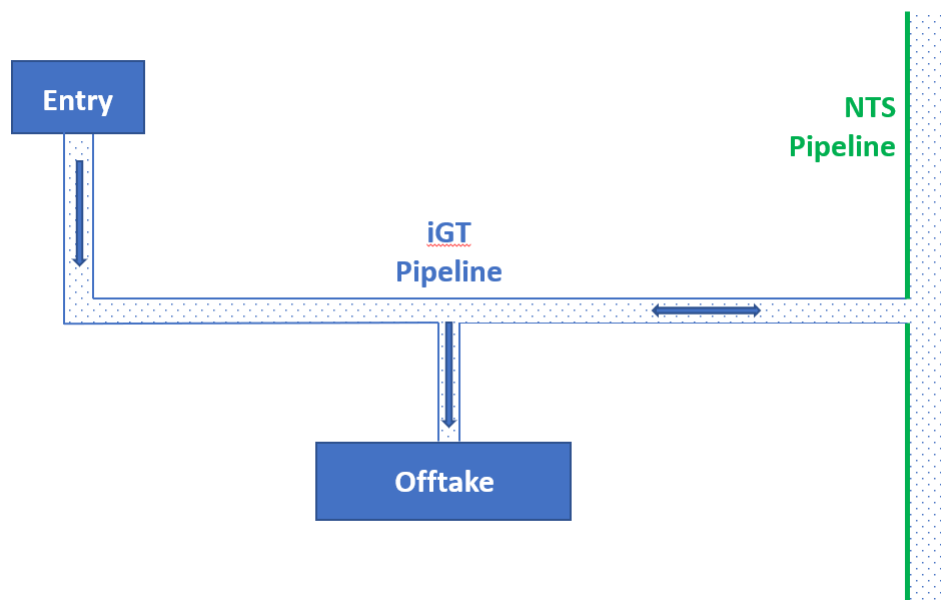 Entry
NTS
Pipeline
iGT
Pipeline
Offtake